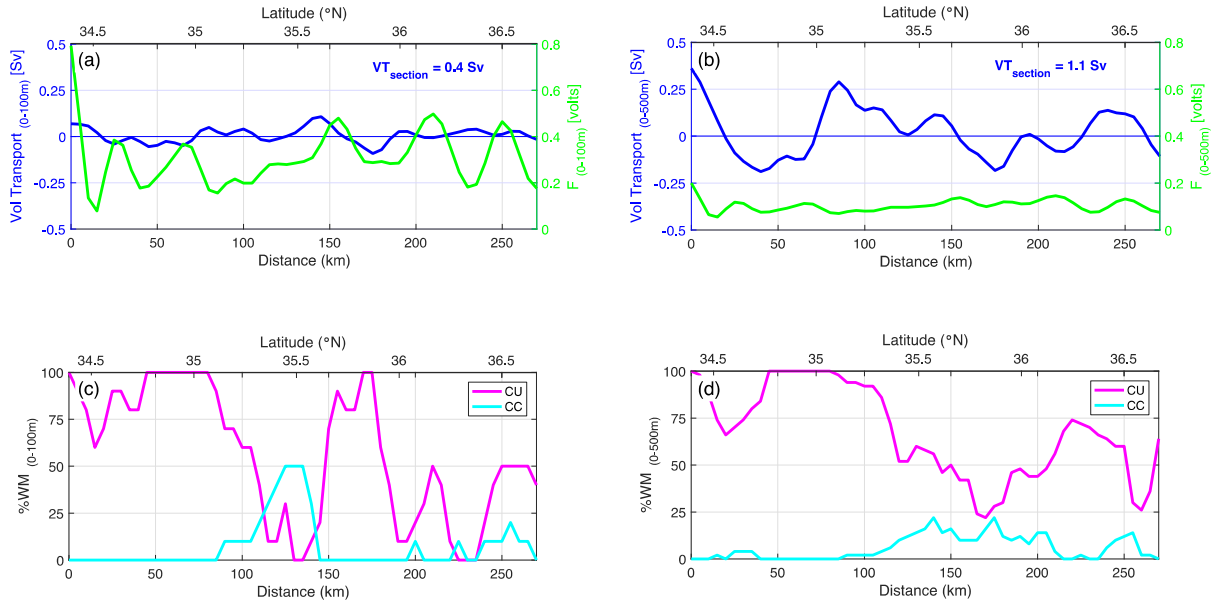 Latitude (°N)
34.5 35 35.5 36 36.5
0.5 0.25 0 -0.25 -0.5
Vol Transport (0-100m) [Sv]
(a)
VTsection = 0.4 Sv
0.8 0.6 0.4 0.2 0
F (0-100m) [volts]
0 50 100 150 200 250
Distance (km)
Latitude (°N)
34.5 35 35.5 36 36.5
0.5 0.25 0 -0.25 -0.5
Vol Transport (0-500m) [Sv]
(b)
VTsection = 1.1 Sv
0.8 0.6 0.4 0.2 0
F (0-500m) [volts]
0 50 100 150 200 250
Distance (km)
Latitude (°N)
34.5 35 35.5 36 36.5
100 75 50 25 0
%WM (0-100m)
(c)
CU
CC
0 50 100 150 200 250
Distance (km)
Latitude (°N)
34.5 35 35.5 36 36.5
100 75 50 25 0
%WM (0-500m)
(d)
CU
CC
0 50 100 150 200 250
Distance (km)